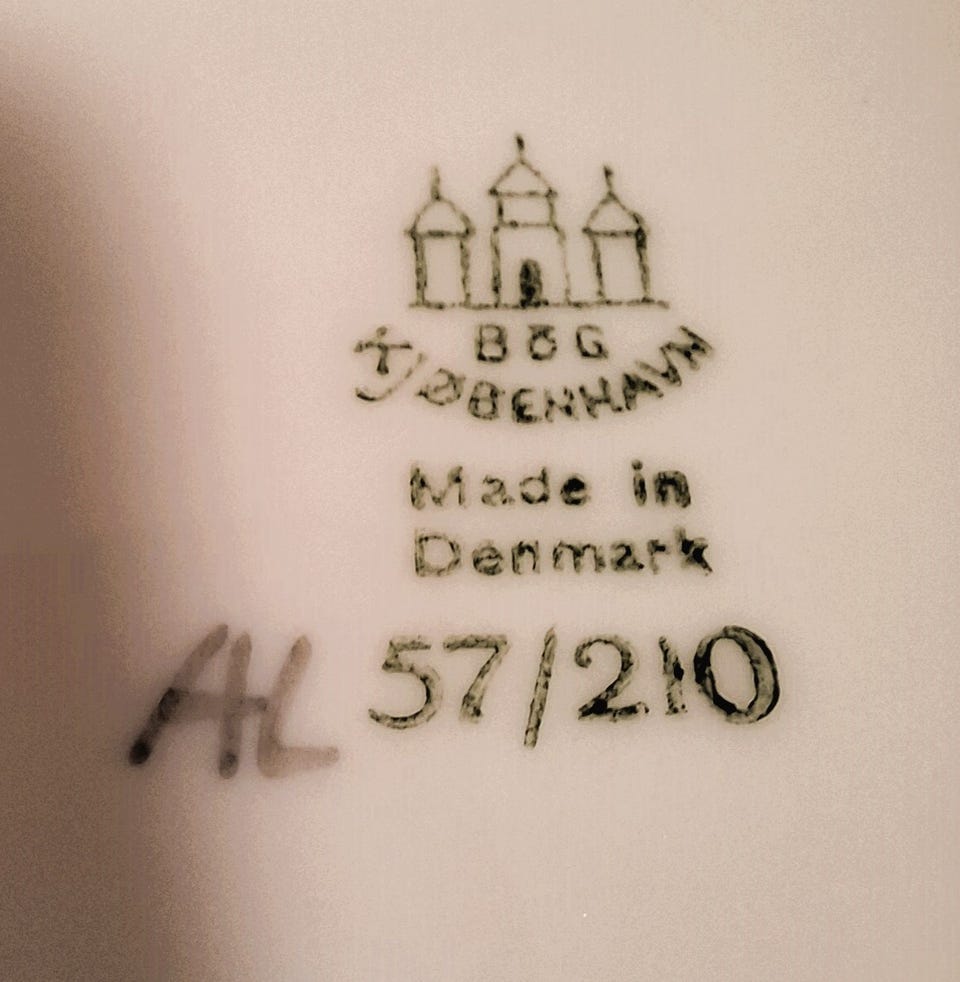 B&G
KJØBENHAVN
Made in
Denmark
AL 57/210